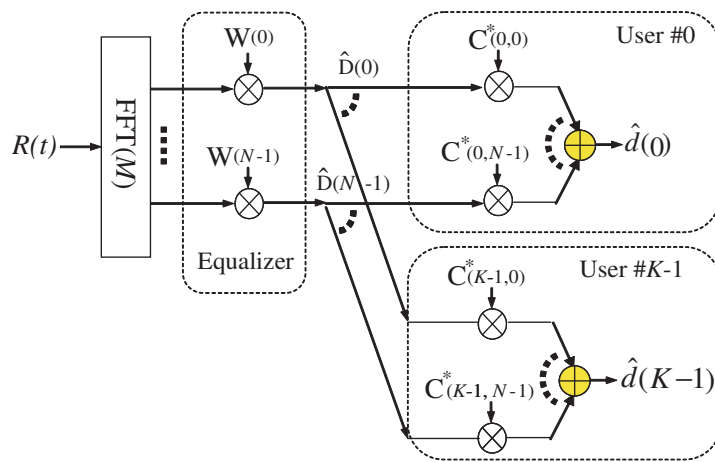 R(t)
FFT(M)
W(0)
W(N-1)
Equalizer
D̂(0)
D̂(N-1)
User #0
C*(0,0)
C*(0,N-1)
d̂(0)
User #K-1
C*(K-1,0)
C*(K-1, N-1)
d̂(K-1)